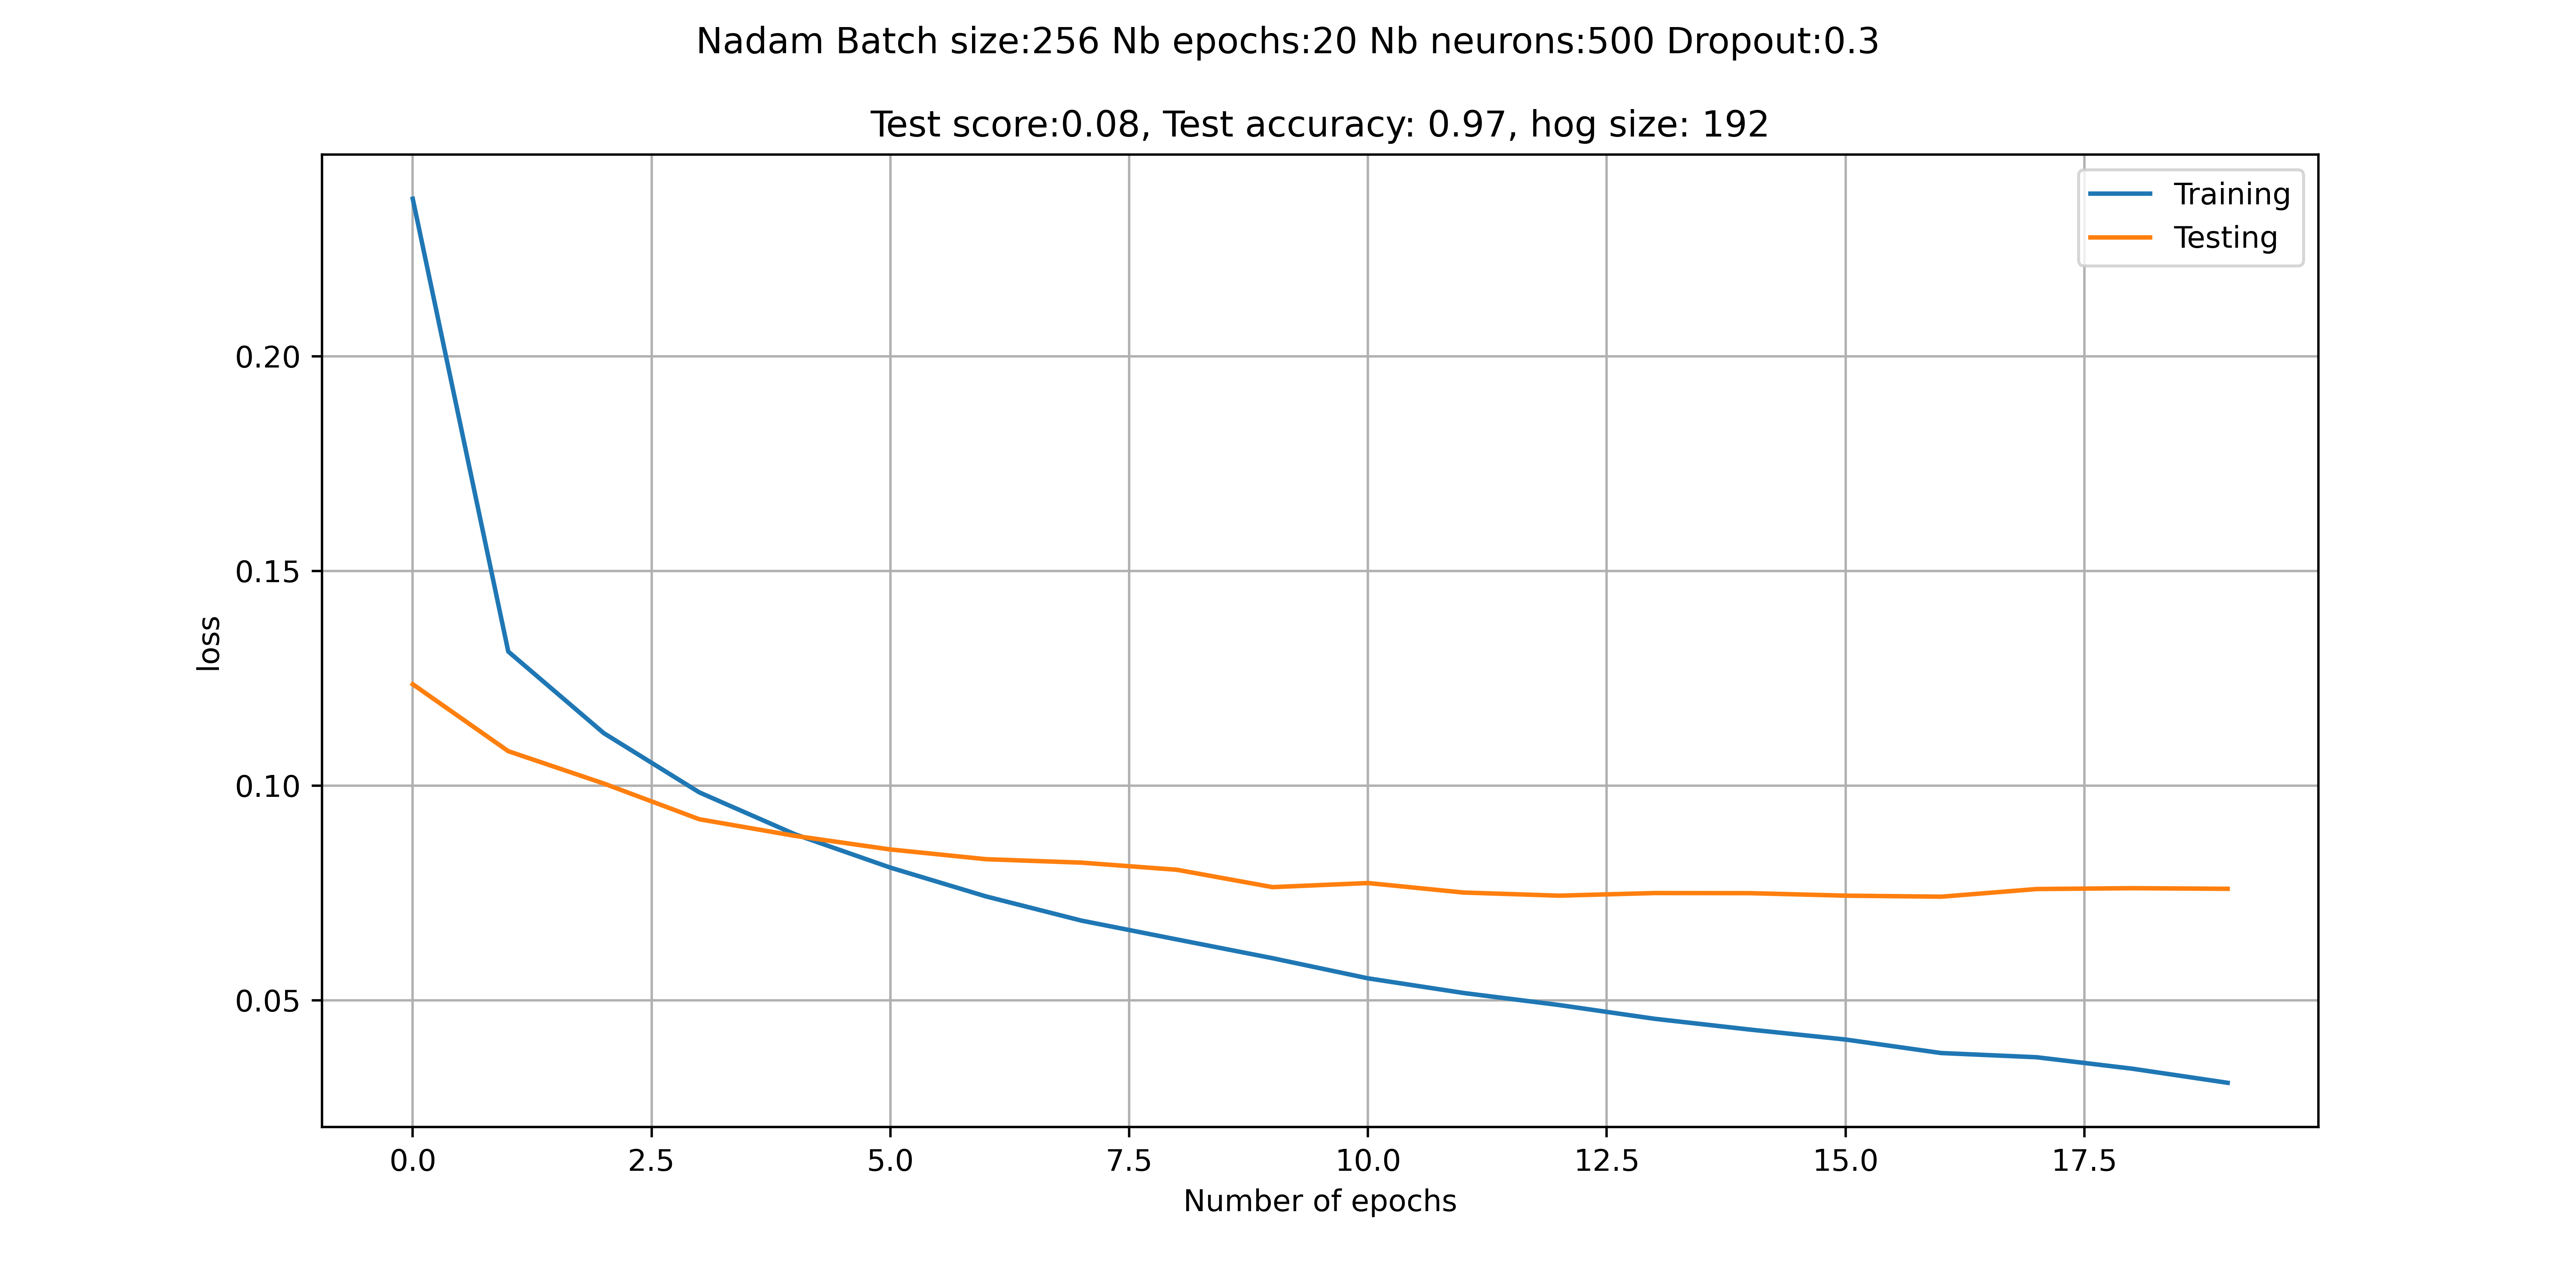 Nadam Batch size:256 Nb epochs:20 Nb neurons:500 Dropout:0.3
Test score:0.08, Test accuracy: 0.97, hog size: 192
Training
Testing
0.20
0.15
0.10
0.05
loss
0.0 2.5 5.0 7.5 10.0 12.5 15.0 17.5
Number of epochs